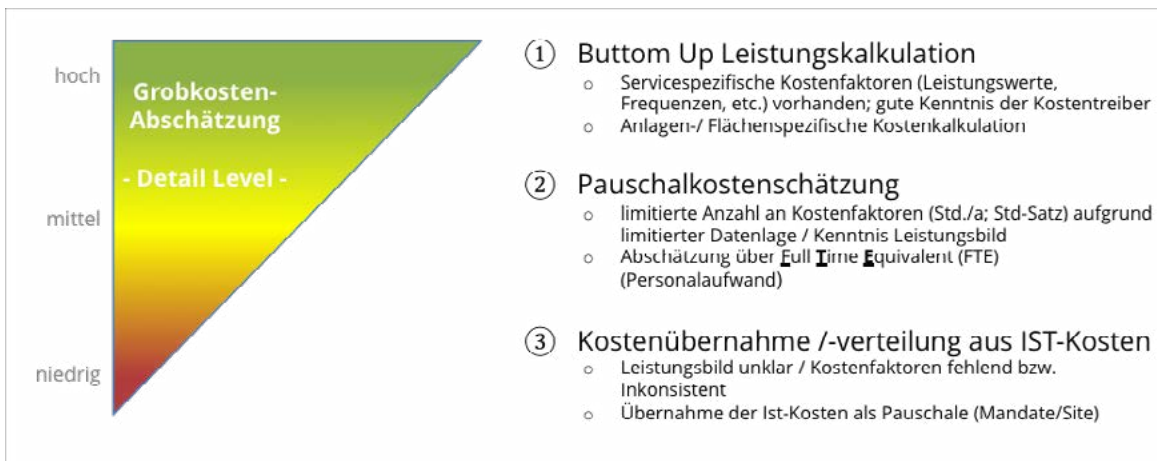 hoch
Grobkosten-
Abschätzung
- Detail Level -
mittel
niedrig
① Buttom Up Leistungskalkulation
o Servicespezifische Kostenfaktoren (Leistungswerte,
Frequenzen, etc.) vorhanden; gute Kenntnis der Kostentreiber
o Anlagen-/ Flächenspezifische Kostenkalkulation
② Pauschalkostenschätzung
o limitierte Anzahl an Kostenfaktoren (Std./a; Std-Satz) aufgrund
limitierter Datenlage / Kenntnis Leistungsbild
o Abschätzung über Full Time Equivalent (FTE)
(Personalaufwand)
③ Kostenübernahme /-verteilung aus IST-Kosten
o Leistungsbild unklar / Kostenfaktoren fehlend bzw.
Inkonsistent
o Übernahme der Ist-Kosten als Pauschale (Mandate/Site)